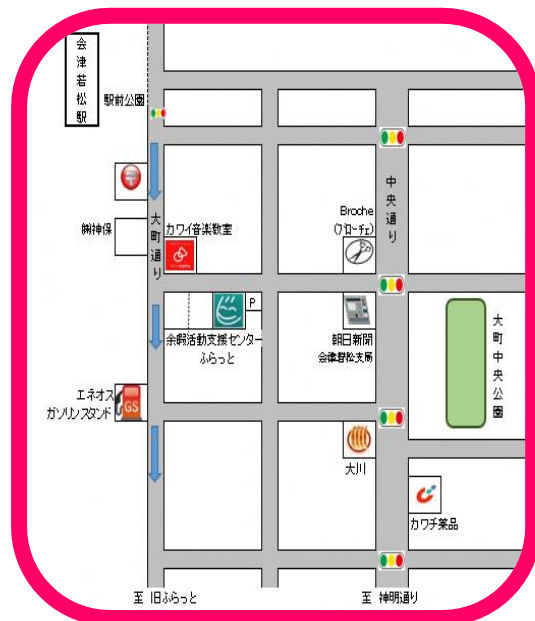 会津若松駅
駅前公園
㈱神保
大町通り
カワイ音楽教室
Broche
(ブローチェ)
中央通り
P
余暇活動支援センター
ふらっと
朝日新聞
会津若松支局
大町中央公園
エネオス
ガソリンスタンド
GS
大川
カワチ薬品
至 旧ふらっと
至 神明通り